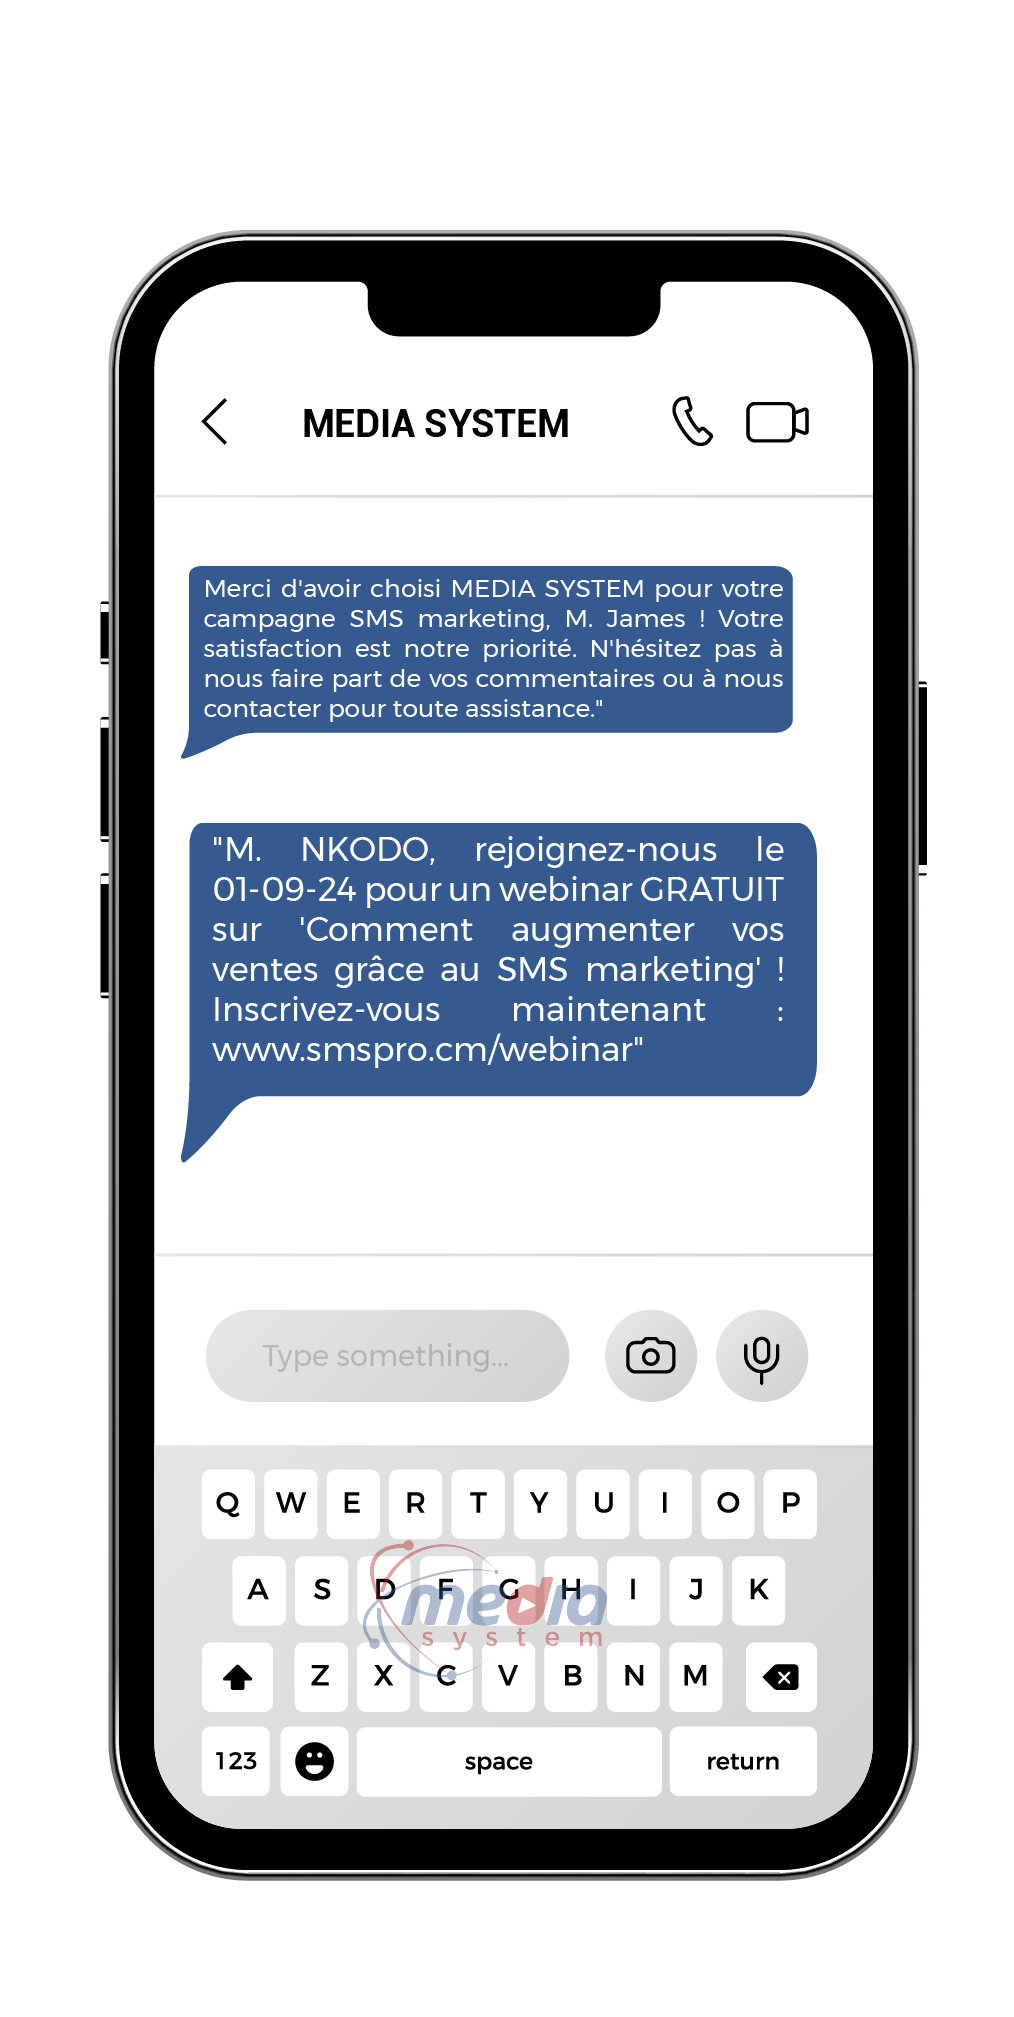 MEDIA SYSTEM
Merci d'avoir choisi MEDIA SYSTEM pour votre
campagne SMS marketing, M. James ! Votre
satisfaction est notre priorité. N'hésitez pas à
nous faire part de vos commentaires ou à nous
contacter pour toute assistance."
"M. NKODO, rejoignez-nous le
01-09-24 pour un webinar GRATUIT
sur 'Comment augmenter vos
ventes grâce au SMS marketing' !
Inscrivez-vous maintenant :
www.smspro.cm/webinar"
Type something...
Q W E R T Y U I O P
A S D F G H I J K
media
system
Z X C V B N M
123 space return